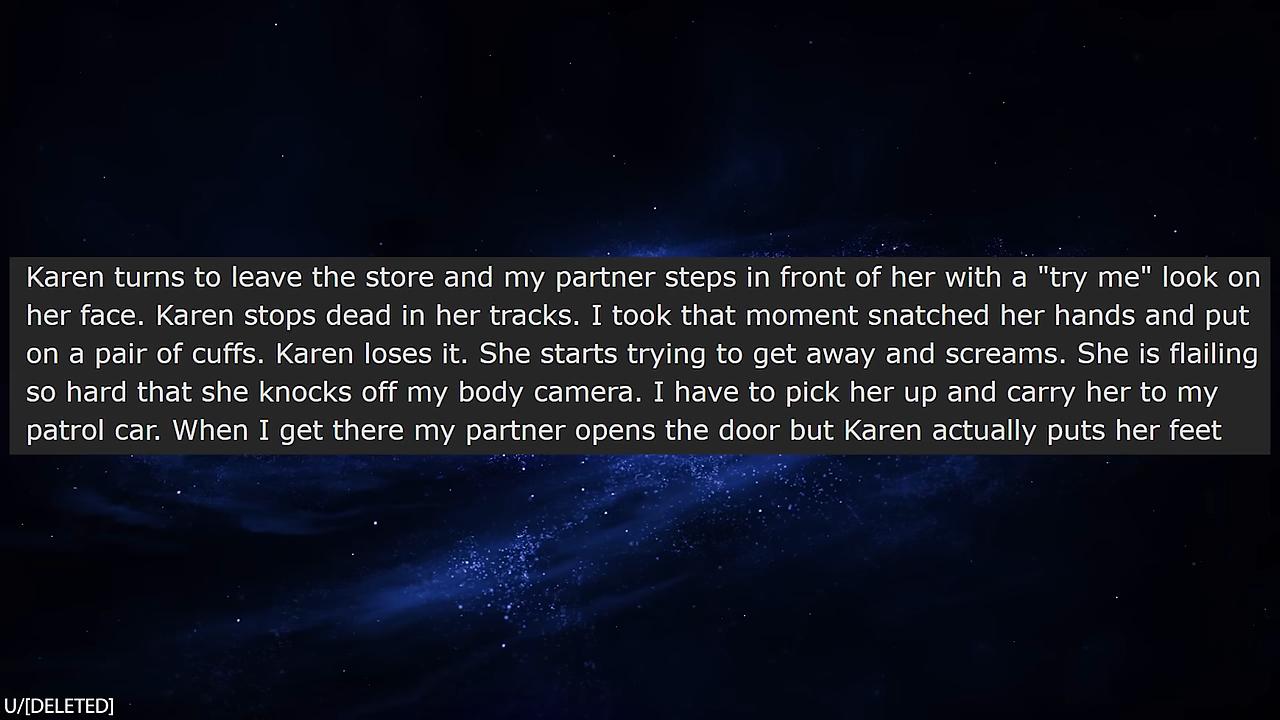 Karen turns to leave the store and my partner steps in front of her with a "try me" look on
her face. Karen stops dead in her tracks. I took that moment snatched her hands and put
on a pair of cuffs. Karen loses it. She starts trying to get away and screams. She is flailing
so hard that she knocks off my body camera. I have to pick her up and carry her to my
patrol car. When I get there my partner opens the door but Karen actually puts her feet
U/[DELETED]